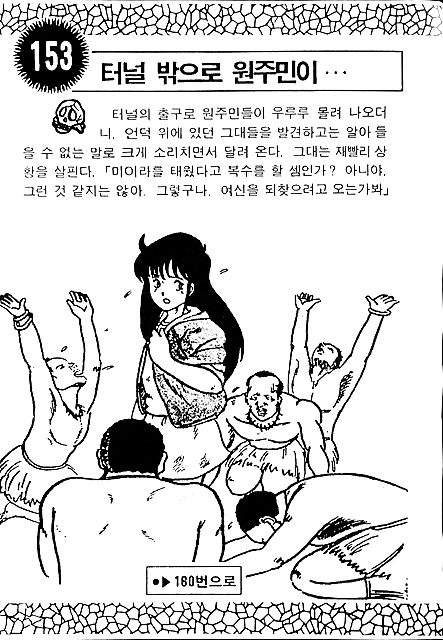 153
터널 밖으로 원주민이 …
터널의 출구로 원주민들이 우루루 몰려 나오더
니. 언덕 위에 있던 그대들을 발견하고는 알아 들
을 수 없는 말로 크게 소리치면서 달려 온다. 그대는 재빨리 상
황을 살핀다. 「미이라를 태웠다고 복수를 할 셈인가? 아니야.
그런 것 같지는 않아. 그렇구나. 여신을 되찾으려고 오는가봐」
●▶ 160번으로